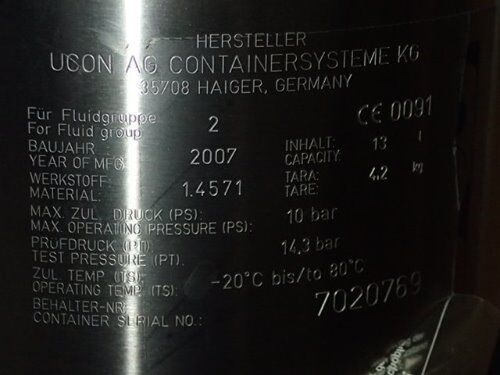 HERSTELLER
UCON AG CONTAINERSYSTEME KG
35708 HAIGER, GERMANY
Für Fluidgruppe
For Fluid group 2 CE 0091
BAUJAHR
YEAR OF MFG 2007 INHALT: CAPACITY: 13 l
WERKSTOFF:
MATERIAL: 1.4571 TARA: TARE: 4.2 kg
MAX. ZUL. DRUCK (PS):
MAX OPERATING PRESSURE (PS): 10 bar
PRÜFDRUCK (PT):
TEST PRESSURE (PT). 14,3 bar
ZUL. TEMP (TS):
OPERATING TEMP. (TS): -20°C bis/to 80°C
BEHÄLTER-NR
CONTAINER SERIAL NO.: 7020769